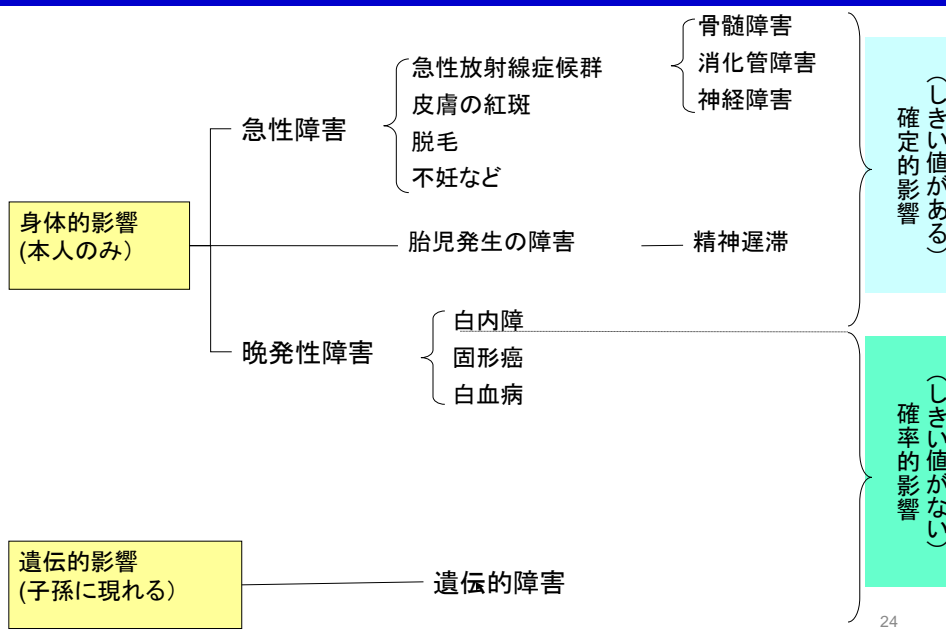 骨髄障害
急性放射線症候群
消化管障害
皮膚の紅斑
神経障害
急性障害
脱毛
不妊など
身体的影響
(本人のみ）
胎児発生の障害
精神遅滞
白内障
晩発性障害
固形癌
白血病
（しきい値がある）
確定的影響
（しきい値がない）
確率的影響
遺伝的影響
(子孫に現れる）
遺伝的障害
24